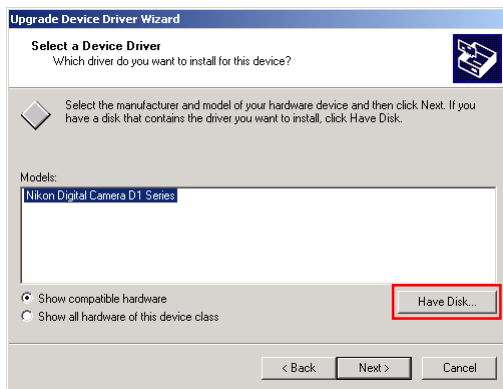 Upgrade Device Driver Wizard
Select a Device Driver
Which driver do you want to install for this device?
Select the manufacturer and model of your hardware device and then click Next. If you
have a disk that contains the driver you want to install, click Have Disk.
Models:
Nikon Digital Camera D1 Series
Show compatible hardware
Show all hardware of this device class
Have Disk...
< Back
Next >
Cancel